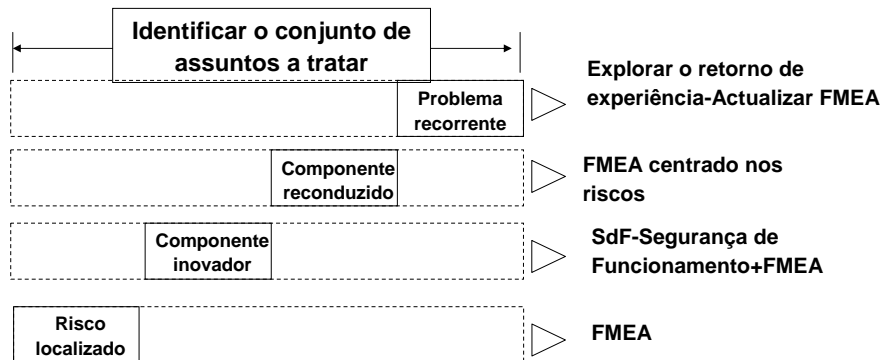 Identificar o conjunto de
assuntos a tratar
Problema
recorrente
Explorar o retorno de
experiência-Actualizar FMEA
Componente
reconduzido
FMEA centrado nos
riscos
Componente
inovador
SdF-Segurança de
Funcionamento+FMEA
Risco
localizado
FMEA